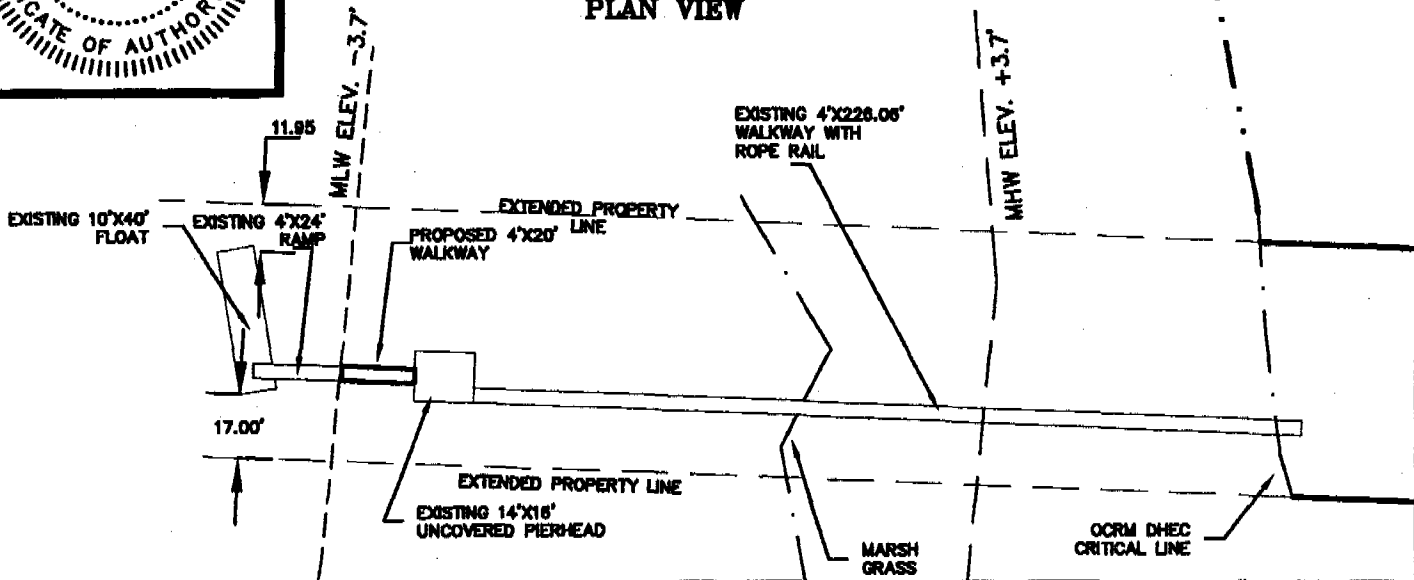 PLAN VIEW
CATE OF AUTHOR
MLW ELEV. -3.7'
MHW ELEV. +3.7'
11.95
EXISTING 4'X226.06'
WALKWAY WITH
ROPE RAIL
EXISTING 10'X40'
FLOAT
EXISTING 4'X24'
RAMP
EXTENDED PROPERTY
LINE
PROPOSED 4'X20'
WALKWAY
17.00'
EXTENDED PROPERTY LINE
EXISTING 14'X16'
UNCOVERED PIERHEAD
MARSH
GRASS
OCRM DHEC
CRITICAL LINE